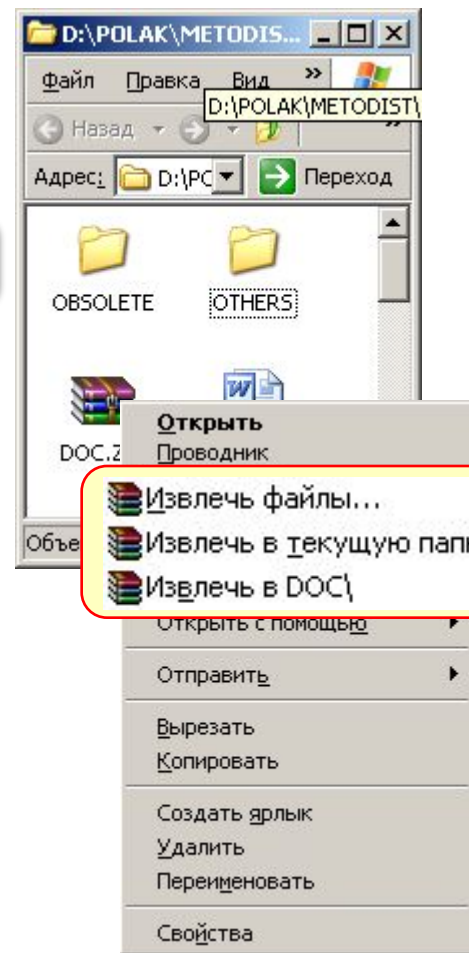 D:\POLAK\METODIS...
Файл Правка Вид »
D:\POLAK\METODIST\
Назад »
Адрес: D:\PC Переход
OBSOLETE OTHERS
DOC.Z
Открыть
Проводник
Извлечь файлы...
Извлечь в текущую пап
Объе
Извлечь в DOC\
Открыть с помощью
Отправить
Вырезать
Копировать
Создать ярлык
Удалить
Переименовать
Свойства